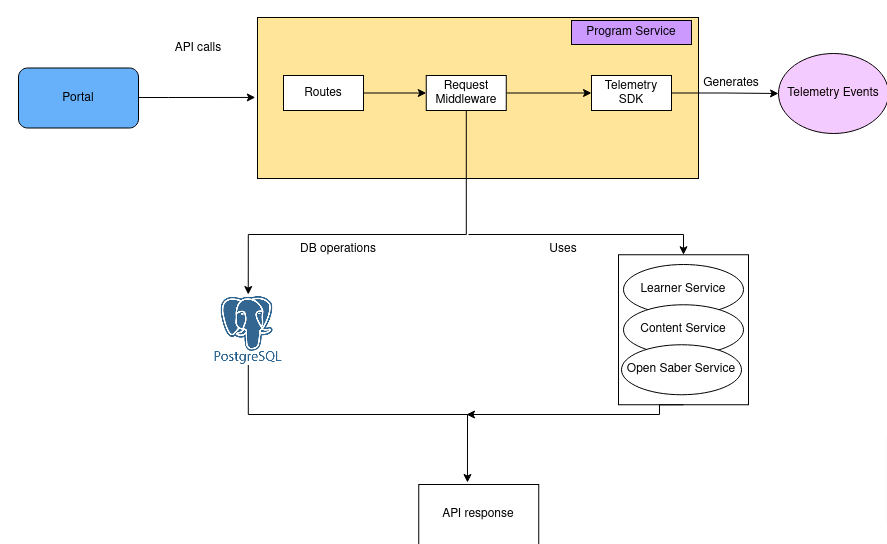 Program Service
API calls
Portal
Routes
Request
Middleware
Telemetry
SDK
Generates
Telemetry Events
DB operations
Uses
PostgreSQL
Learner Service
Content Service
Open Saber Service
API response